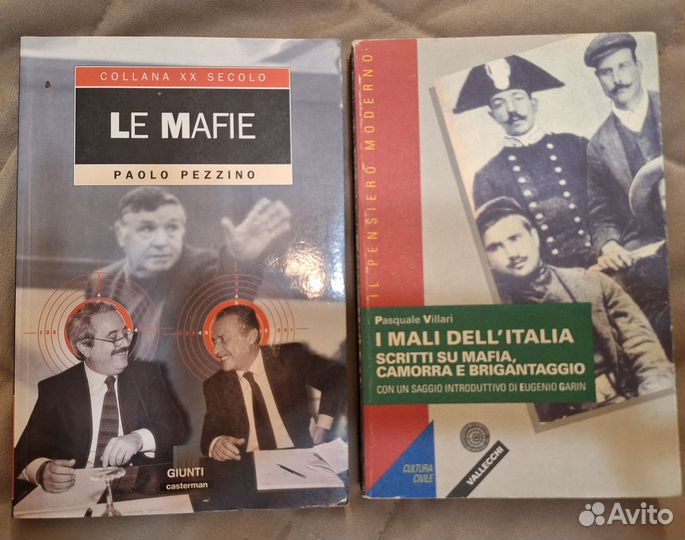 COLLANA XX SECOLO
LE MAFIE
PAOLO PEZZINO
GIUNTI
casterman
IL PENSIERO MODERNO
Pasquale Villari
I MALI DELL'ITALIA
SCRITTI SU MAFIA,
CAMORRA E BRIGANTAGGIO
CON UN SAGGIO INTRODUTTIVO DI EUGENIO GARIN
CULTURA
CIVILE
VALLECCHI
Avito